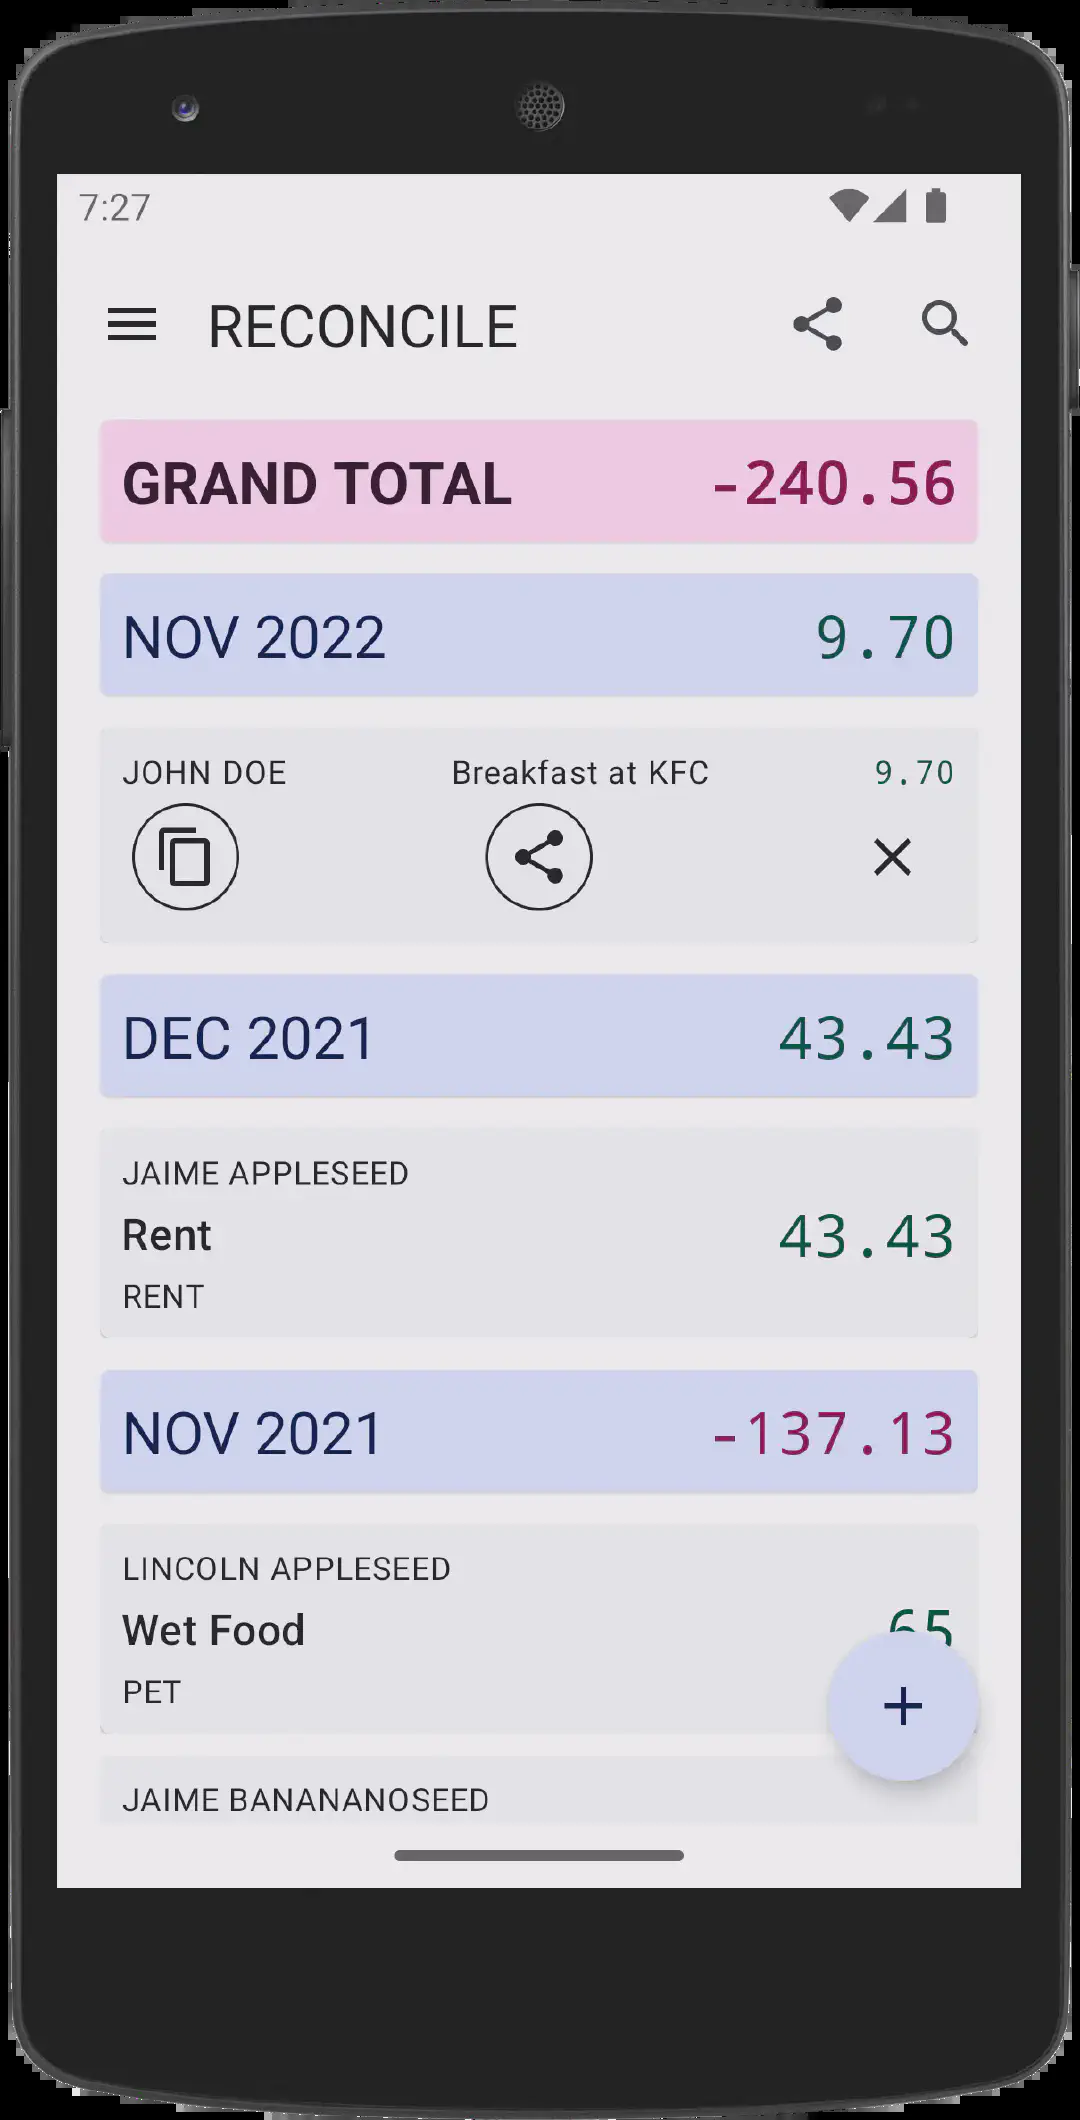 7:27
RECONCILE
GRAND TOTAL -240.56
NOV 2022 9.70
JOHN DOE Breakfast at KFC 9.70
DEC 2021 43.43
JAIME APPLESEED
Rent 43.43
RENT
NOV 2021 -137.13
LINCOLN APPLESEED
Wet Food 65
PET
JAIME BANANANOSEED